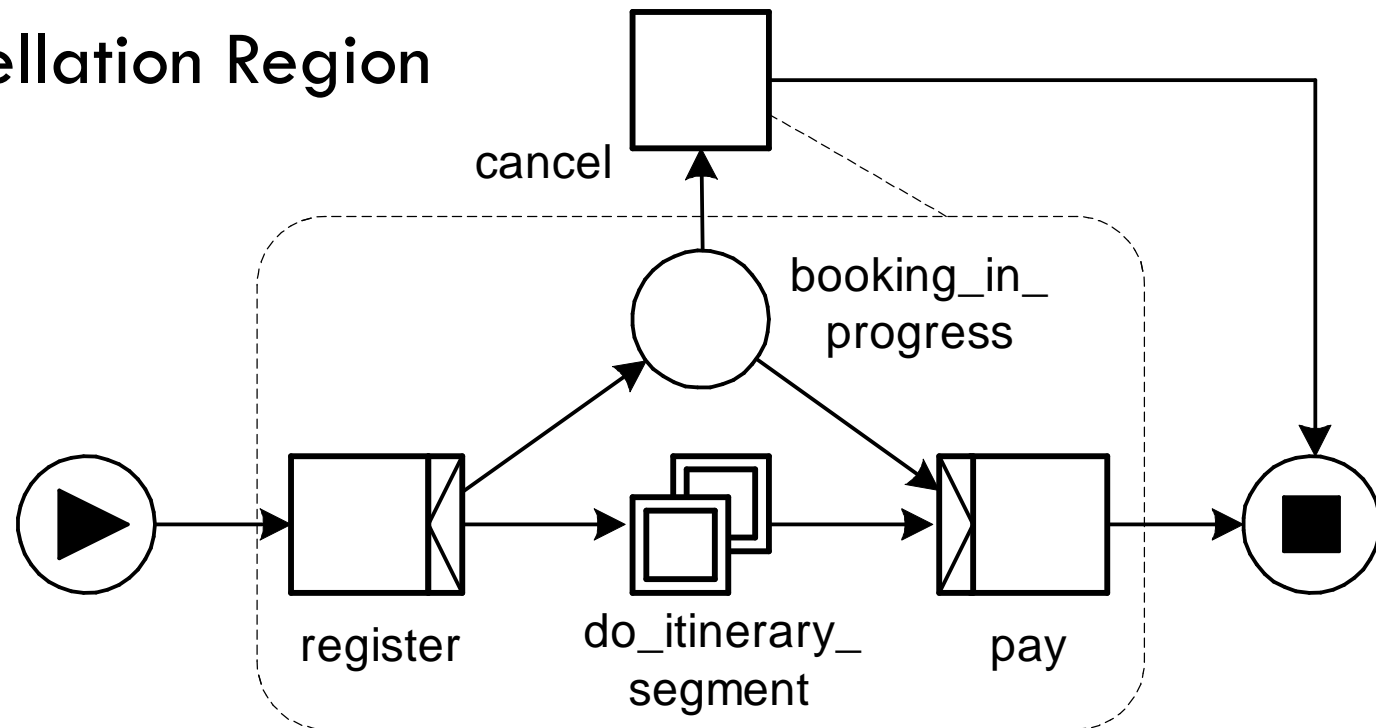 ellation Region
cancel
booking_in_
progress
register
do_itinerary_
segment
pay